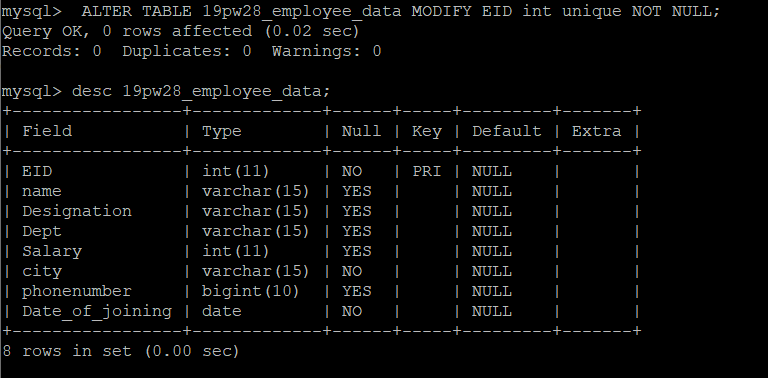 mysql>  ALTER TABLE 19pw28_employee_data MODIFY EID int unique NOT NULL;
Query OK, 0 rows affected (0.02 sec)
Records: 0  Duplicates: 0  Warnings: 0

mysql> desc 19pw28_employee_data;
+-----------------+-------------+------+-----+---------+-------+
| Field           | Type        | Null | Key | Default | Extra |
+-----------------+-------------+------+-----+---------+-------+
| EID             | int(11)     | NO   | PRI | NULL    |       |
| name            | varchar(15) | YES  |     | NULL    |       |
| Designation     | varchar(15) | YES  |     | NULL    |       |
| Dept            | varchar(15) | YES  |     | NULL    |       |
| Salary          | int(11)     | YES  |     | NULL    |       |
| city            | varchar(15) | NO   |     | NULL    |       |
| phonenumber     | bigint(10)  | YES  |     | NULL    |       |
| Date_of_joining | date        | NO   |     | NULL    |       |
+-----------------+-------------+------+-----+---------+-------+
8 rows in set (0.00 sec)